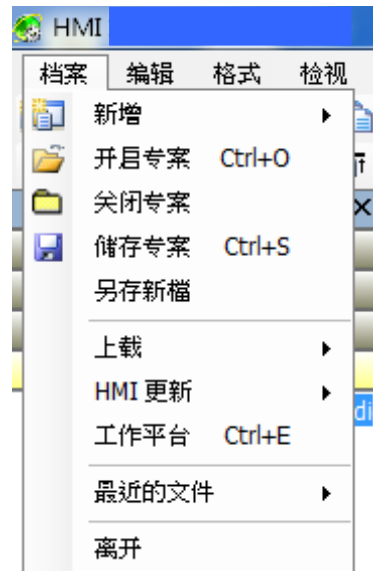 HMI
档案 编辑 格式 检视
新增
开启专案 Ctrl+O
关闭专案
储存专案 Ctrl+S
另存新檔
上载
HMI 更新
工作平台 Ctrl+E
di
最近的文件
离开